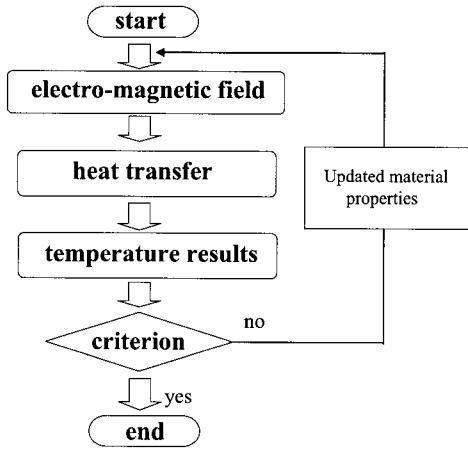 start
electro-magnetic field
heat transfer
Updated material
properties
temperature results
no
criterion
yes
end